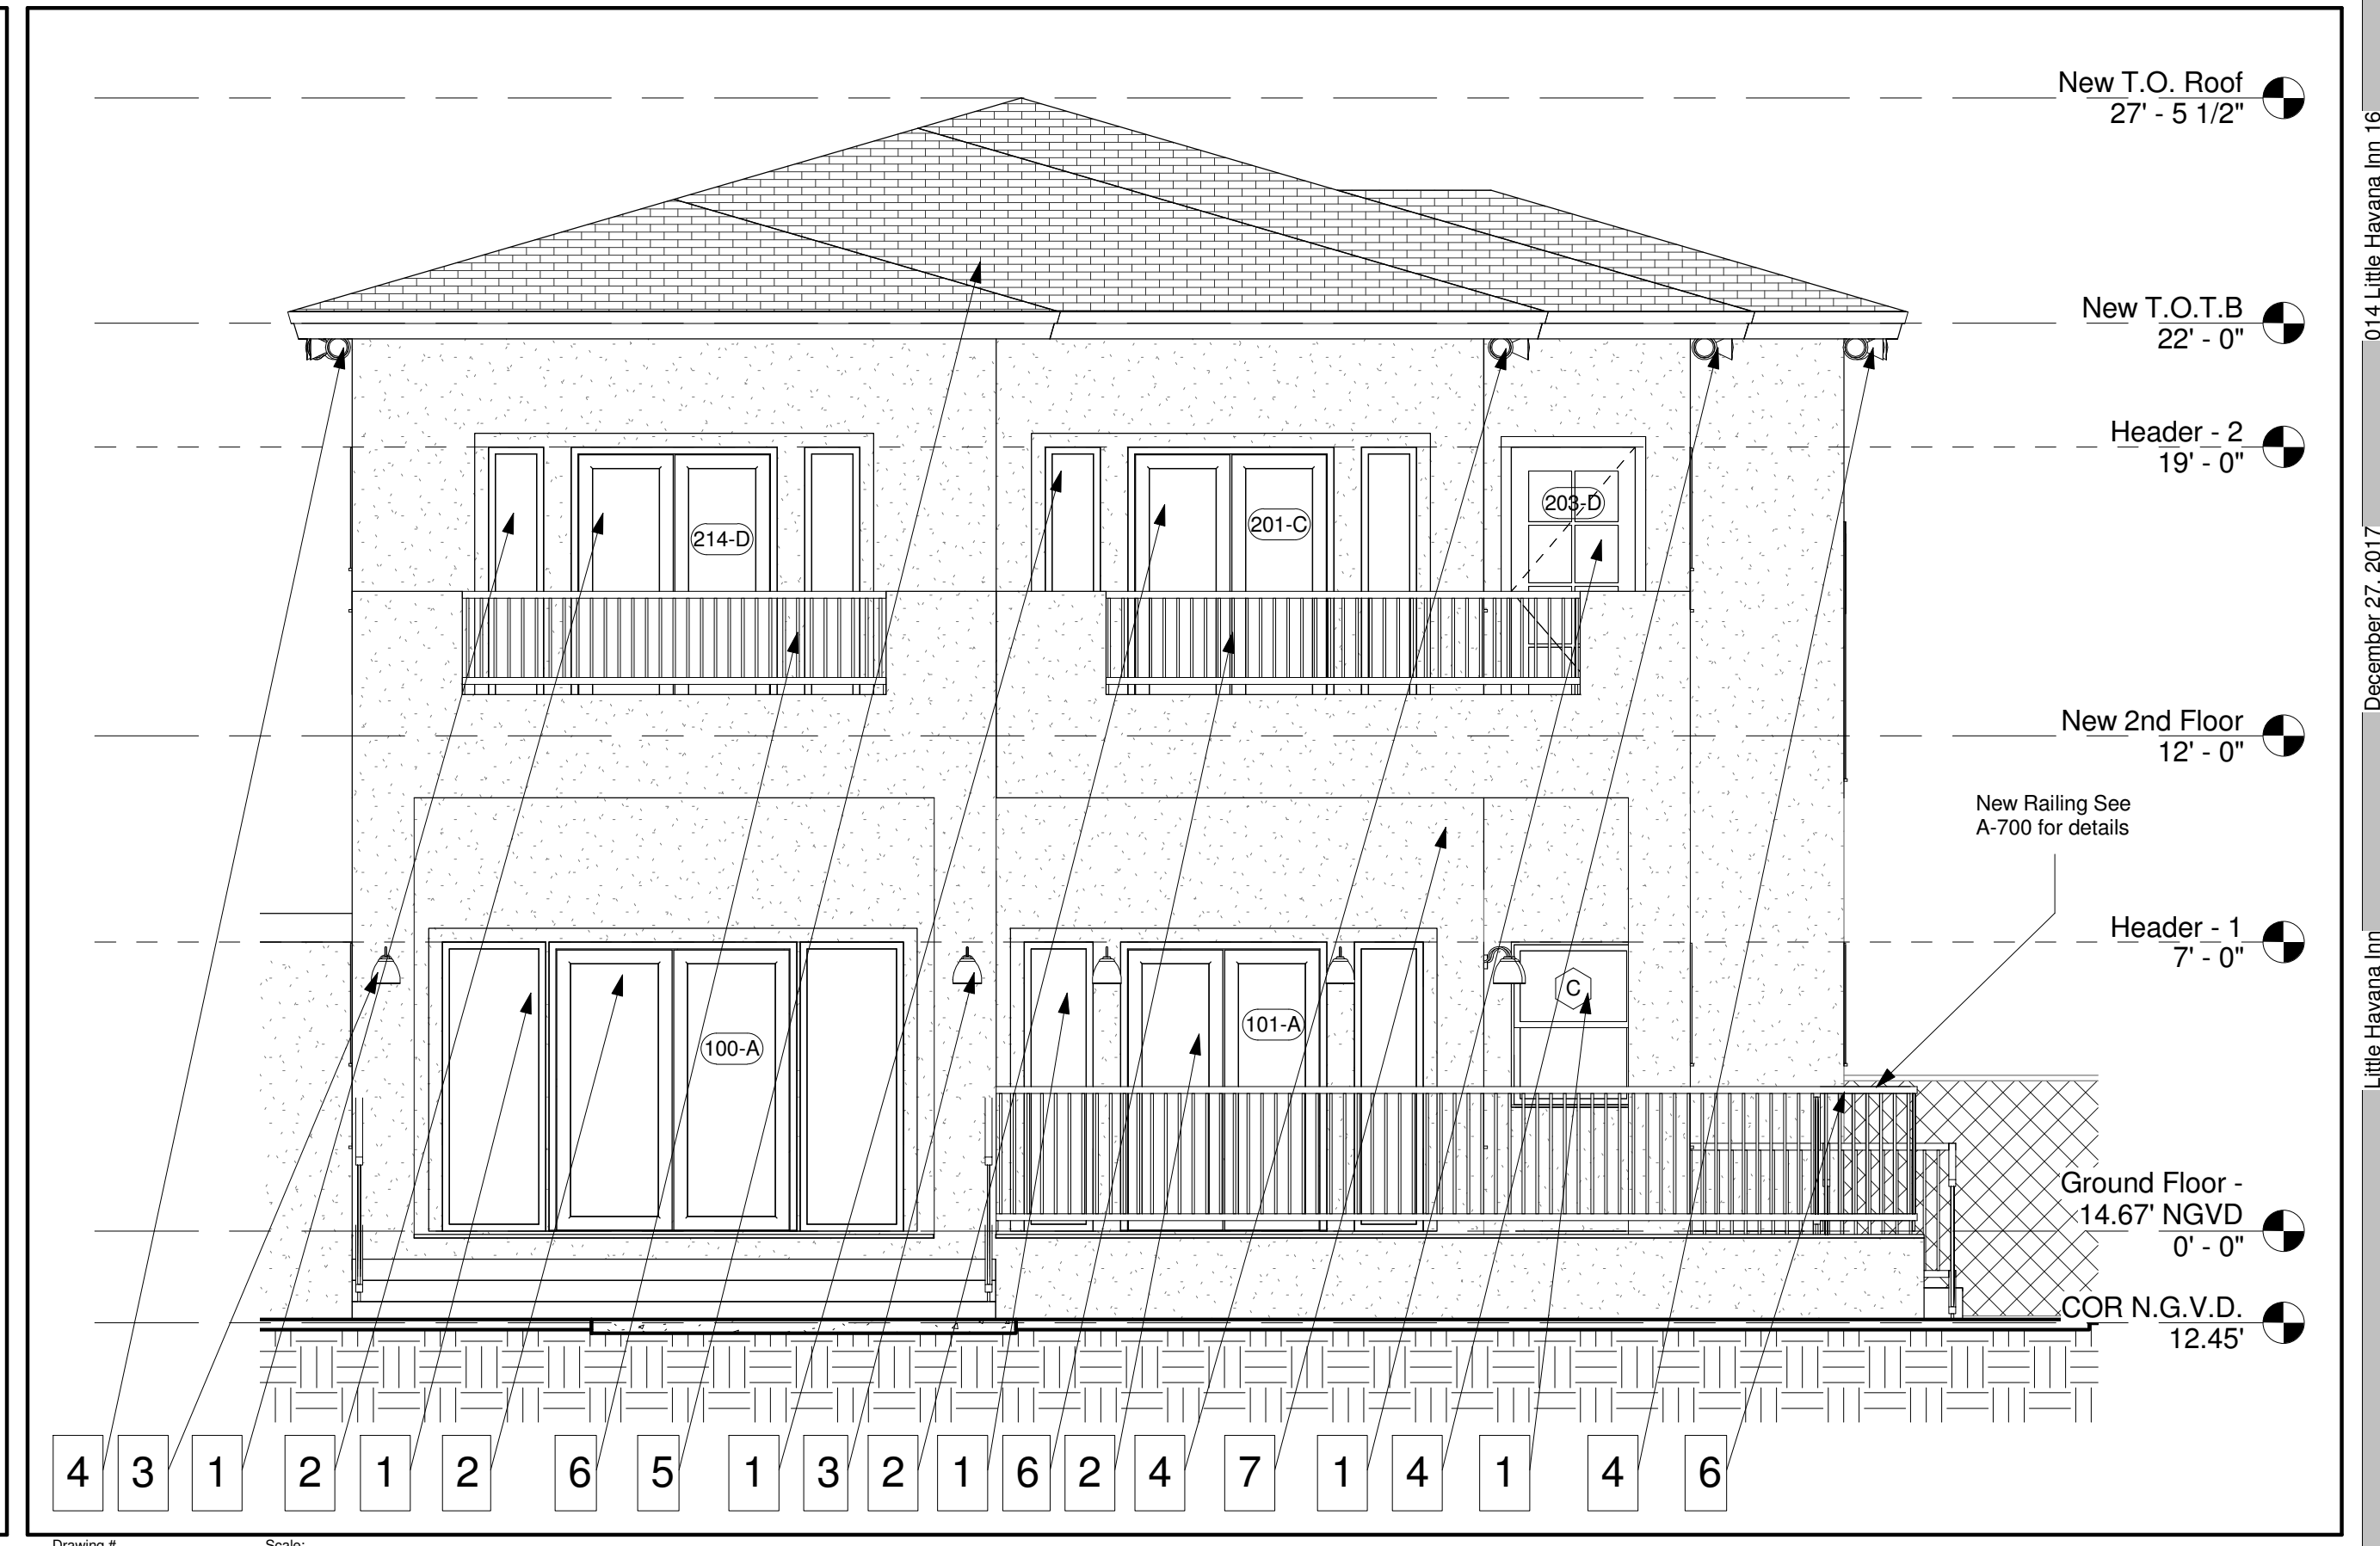 New T.O. Roof
27' - 5 1/2"
New T.O.T.B
22' - 0"
Header - 2
19' - 0"
214-D
201-C
203-D
New 2nd Floor
12' - 0"
New Railing See
A-700 for details
Header - 1
7' - 0"
100-A
101-A
C
Ground Floor -
14.67' NGVD
0' - 0"
COR N.G.V.D.
12.45'
4 3 1 2 1 2 6 5 1 3 2 1 6 2 4 7 1 4 1 4 6
Drawing # Scale:
014 Little Havana Inn 16
December 27, 2017
Little Havana Inn